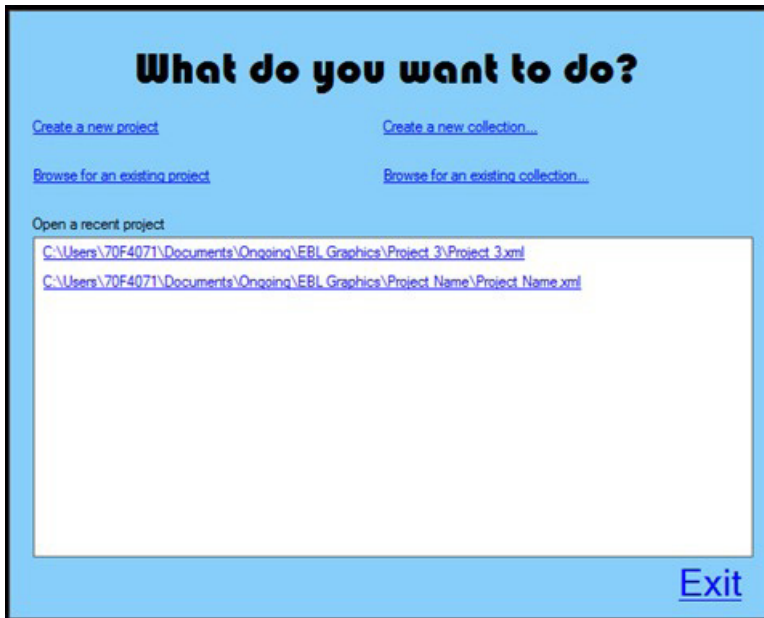 What do you want to do?
Create a new project
Create a new collection...
Browse for an existing project
Browse for an existing collection...
Open a recent project
C:\Users\70F4071\Documents\Ongoing\EBL Graphics\Project 3\Project 3.xml
C:\Users\70F4071\Documents\Ongoing\EBL Graphics\Project Name\Project Name.xml
Exit